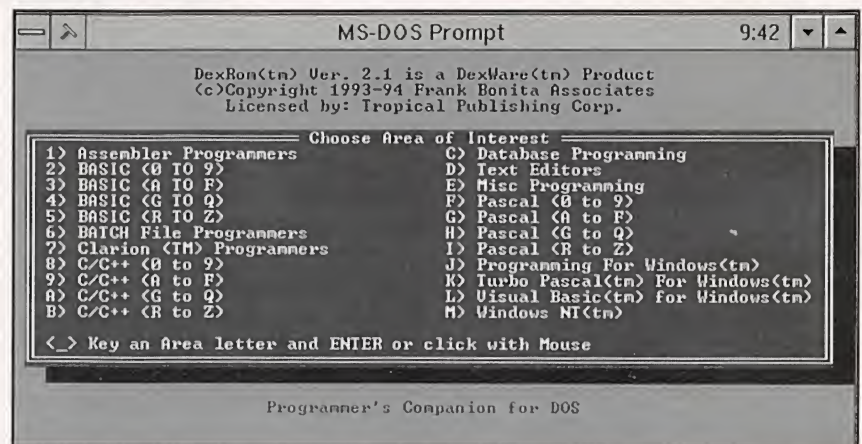 MS-DOS Prompt 9:42
DexRom(tm) Ver. 2.1 is a DexWare(tm) Product
(c)Copyright 1993-94 Frank Bonita Associates
Licensed by: Tropical Publishing Corp.
Choose Area of Interest
1) Assembler Programmers
2) BASIC (0 TO 9)
3) BASIC (A TO F)
4) BASIC (G TO Q)
5) BASIC (R TO Z)
6) BATCH File Programmers
7) Clarion (TM) Programmers
8) C/C++ (0 to 9)
9) C/C++ (A to F)
A) C/C++ (G to Q)
B) C/C++ (R to Z)
C) Database Programming
D) Text Editors
E) Misc Programming
F) Pascal (0 to 9)
G) Pascal (A to F)
H) Pascal (G to Q)
I) Pascal (R to Z)
J) Programming For Windows(tm)
K) Turbo Pascal(tm) For Windows(tm)
L) Visual Basic(tm) for Windows(tm)
M) Windows NT(tm)
(_) Key an Area letter and ENTER or click with Mouse
Programmer's Companion for DOS